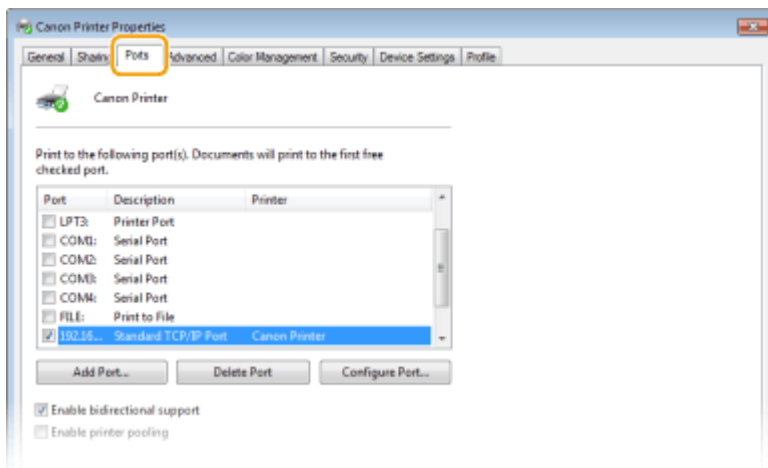 Canon Printer Properties
General Sharing Ports Advanced Color Management Security Device Settings Profile
Canon Printer
Print to the following port(s). Documents will print to the first free
checked port.
Port Description Printer
LPT3: Printer Port
COM1: Serial Port
COM2: Serial Port
COM3: Serial Port
COM4: Serial Port
FILE: Print to File
192.16... Standard TCP/IP Port Canon Printer
Add Port... Delete Port Configure Port...
Enable bidirectional support
Enable printer pooling